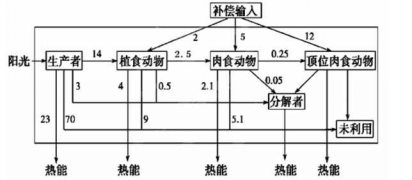 补偿输入
2 5 12
阳光 生产者 14 植食动物 2.5 肉食动物 0.25 顶位肉食动物
3 4 0.5 2.1 0.05
分解者
23 70 9 5.1 未利用
热能 热能 热能 热能 热能